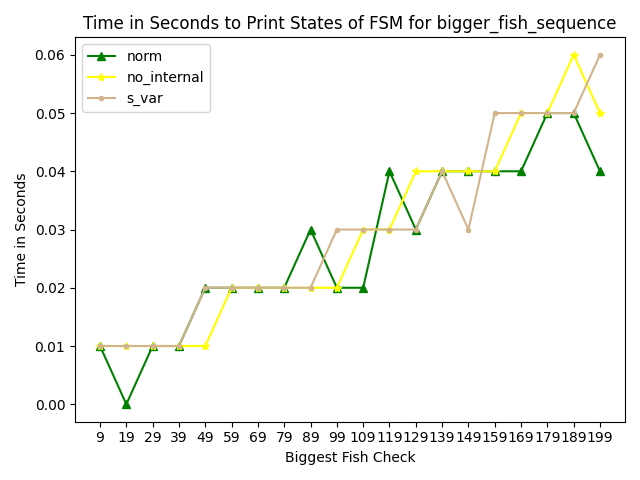 Time in Seconds to Print States of FSM for bigger_fish_sequence
norm
no_internal
s_var
Time in Seconds
0.06
0.05
0.04
0.03
0.02
0.01
0.00
9 19 29 39 49 59 69 79 89 99 109 119 129 139 149 159 169 179 189 199
Biggest Fish Check